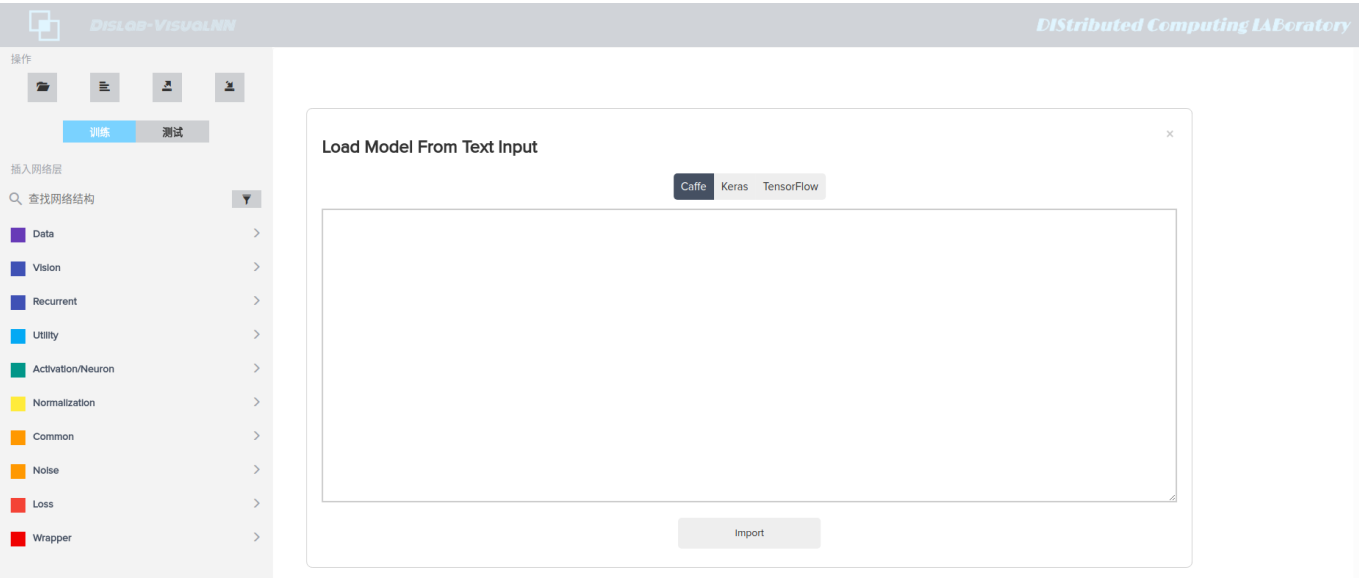 DISLAB-VISUALNN
DIStributed Computing LABoratory
操作
训练 测试
插入网络层
查找网络结构
Data
Vision
Recurrent
Utility
Activation/Neuron
Normalization
Common
Noise
Loss
Wrapper
×
Load Model From Text Input
Caffe Keras TensorFlow
Import